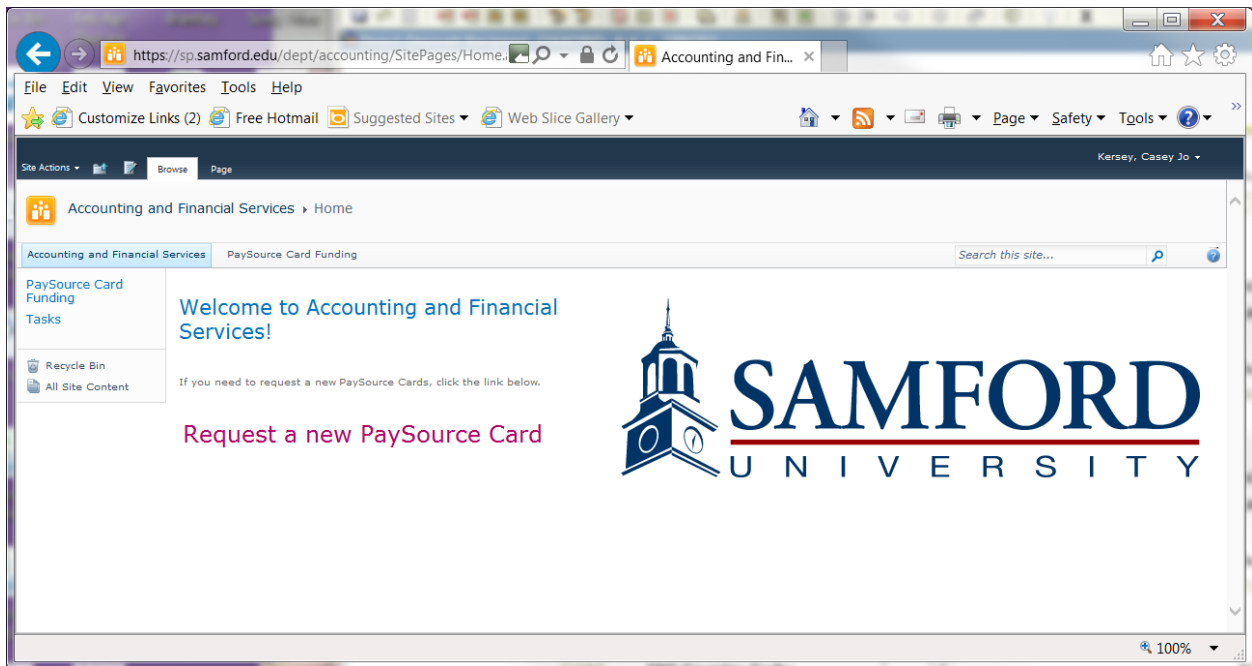 https://sp.samford.edu/dept/accounting/SitePages/Home.
Accounting and Fin...
File Edit View Favorites Tools Help
Customize Links (2) Free Hotmail Suggested Sites Web Slice Gallery Page Safety Tools
Kersey, Casey Jo
Site Actions Browse Page
Accounting and Financial Services Home
Accounting and Financial Services PaySource Card Funding Search this site...
PaySource Card
Funding
Tasks
Recycle Bin
All Site Content
Welcome to Accounting and Financial
Services!
If you need to request a new PaySource Cards, click the link below.
Request a new PaySource Card
SAMFORD
UNIVERSITY
100%